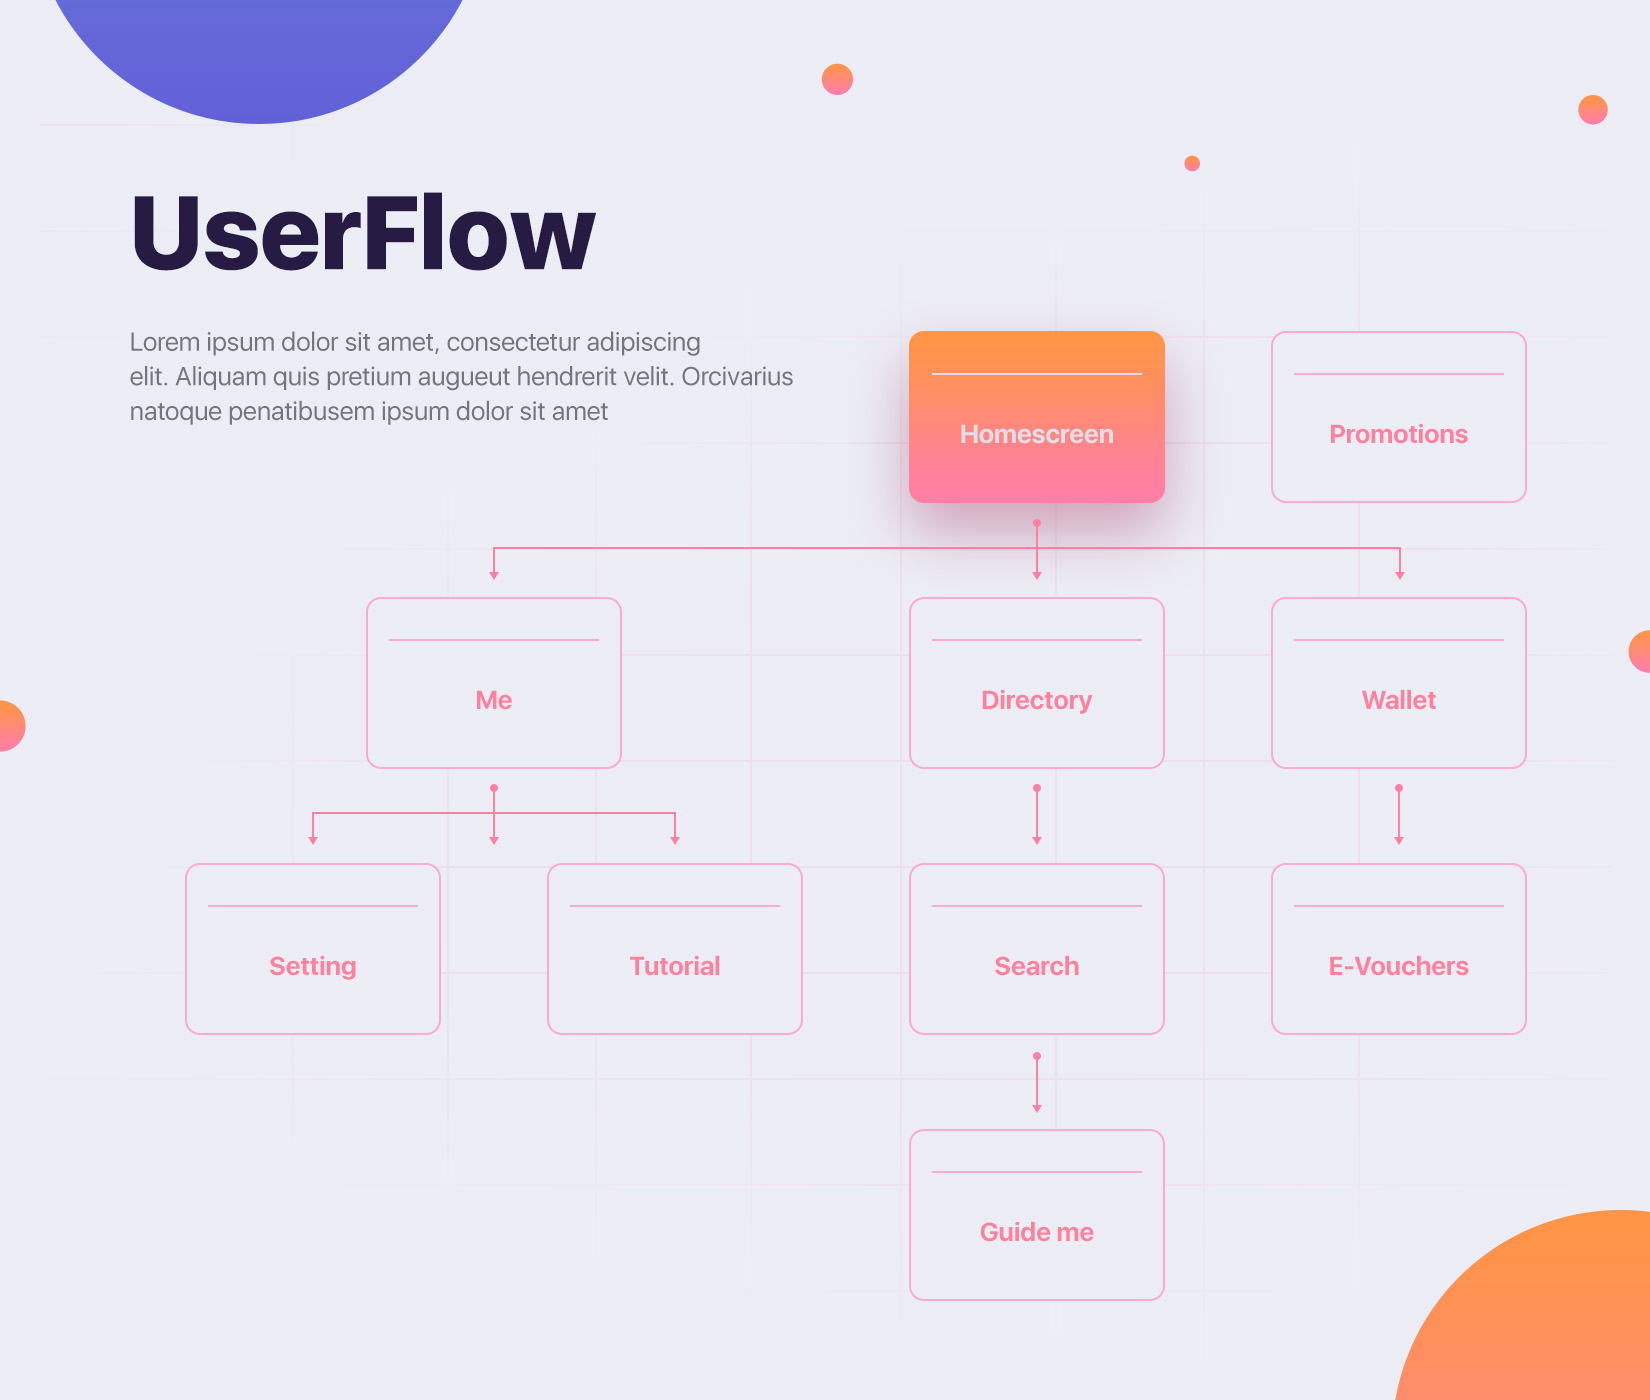 UserFlow
Lorem ipsum dolor sit amet, consectetur adipiscing
elit. Aliquam quis pretium augueut hendrerit velit. Orcivarius
natoque penatibusem ipsum dolor sit amet
Homescreen
Promotions
Me
Directory
Wallet
Setting
Tutorial
Search
E-Vouchers
Guide me